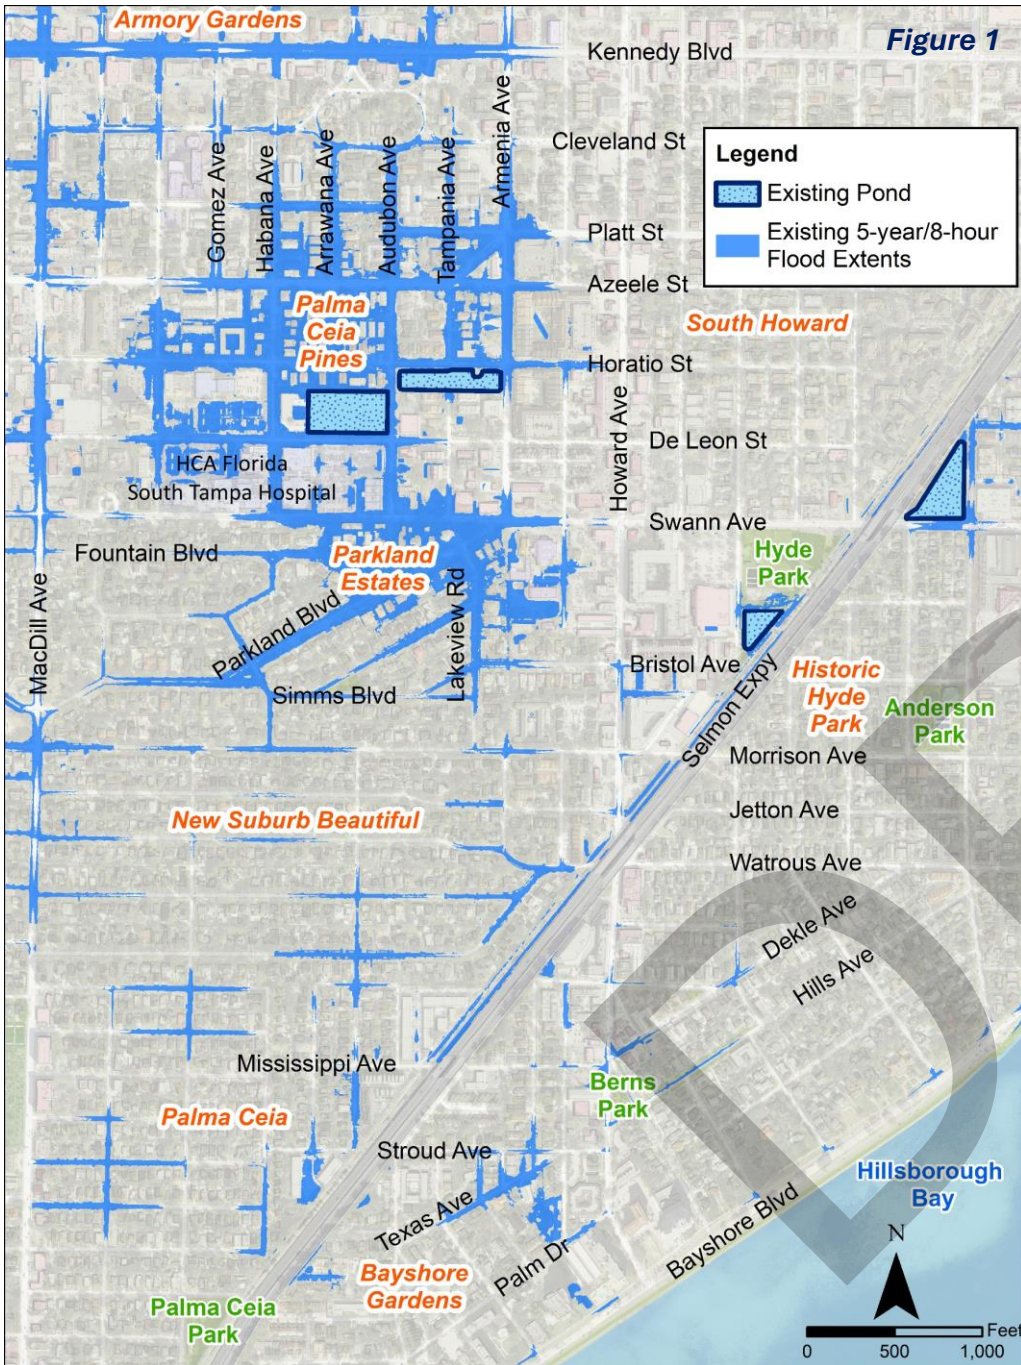 Armory Gardens
Figure 1
Kennedy Blvd
Cleveland St
Legend
Existing Pond
Existing 5-year/8-hour
Flood Extents
Gomez Ave
Habana Ave
Arrawana Ave
Audubon Ave
Tampania Ave
Armenia Ave
Platt St
Azeele St
Palma
Ceia
Pines
South Howard
Horatio St
Howard Ave
De Leon St
HCA Florida
South Tampa Hospital
Swann Ave
Fountain Blvd
Parkland
Estates
Hyde
Park
MacDill Ave
Parkland Blvd
Lakeview Rd
Simms Blvd
Bristol Ave
Selmon Expy
Historic
Hyde
Park
Anderson
Park
Morrison Ave
New Suburb Beautiful
Jetton Ave
Watrous Ave
Dekle Ave
Hills Ave
Mississippi Ave
Berns
Park
Palma Ceia
Stroud Ave
Texas Ave
Palm Dr
Bayshore Blvd
Hillsborough
Bay
Bayshore
Gardens
Palma Ceia
Park
N
Feet
0 500 1,000